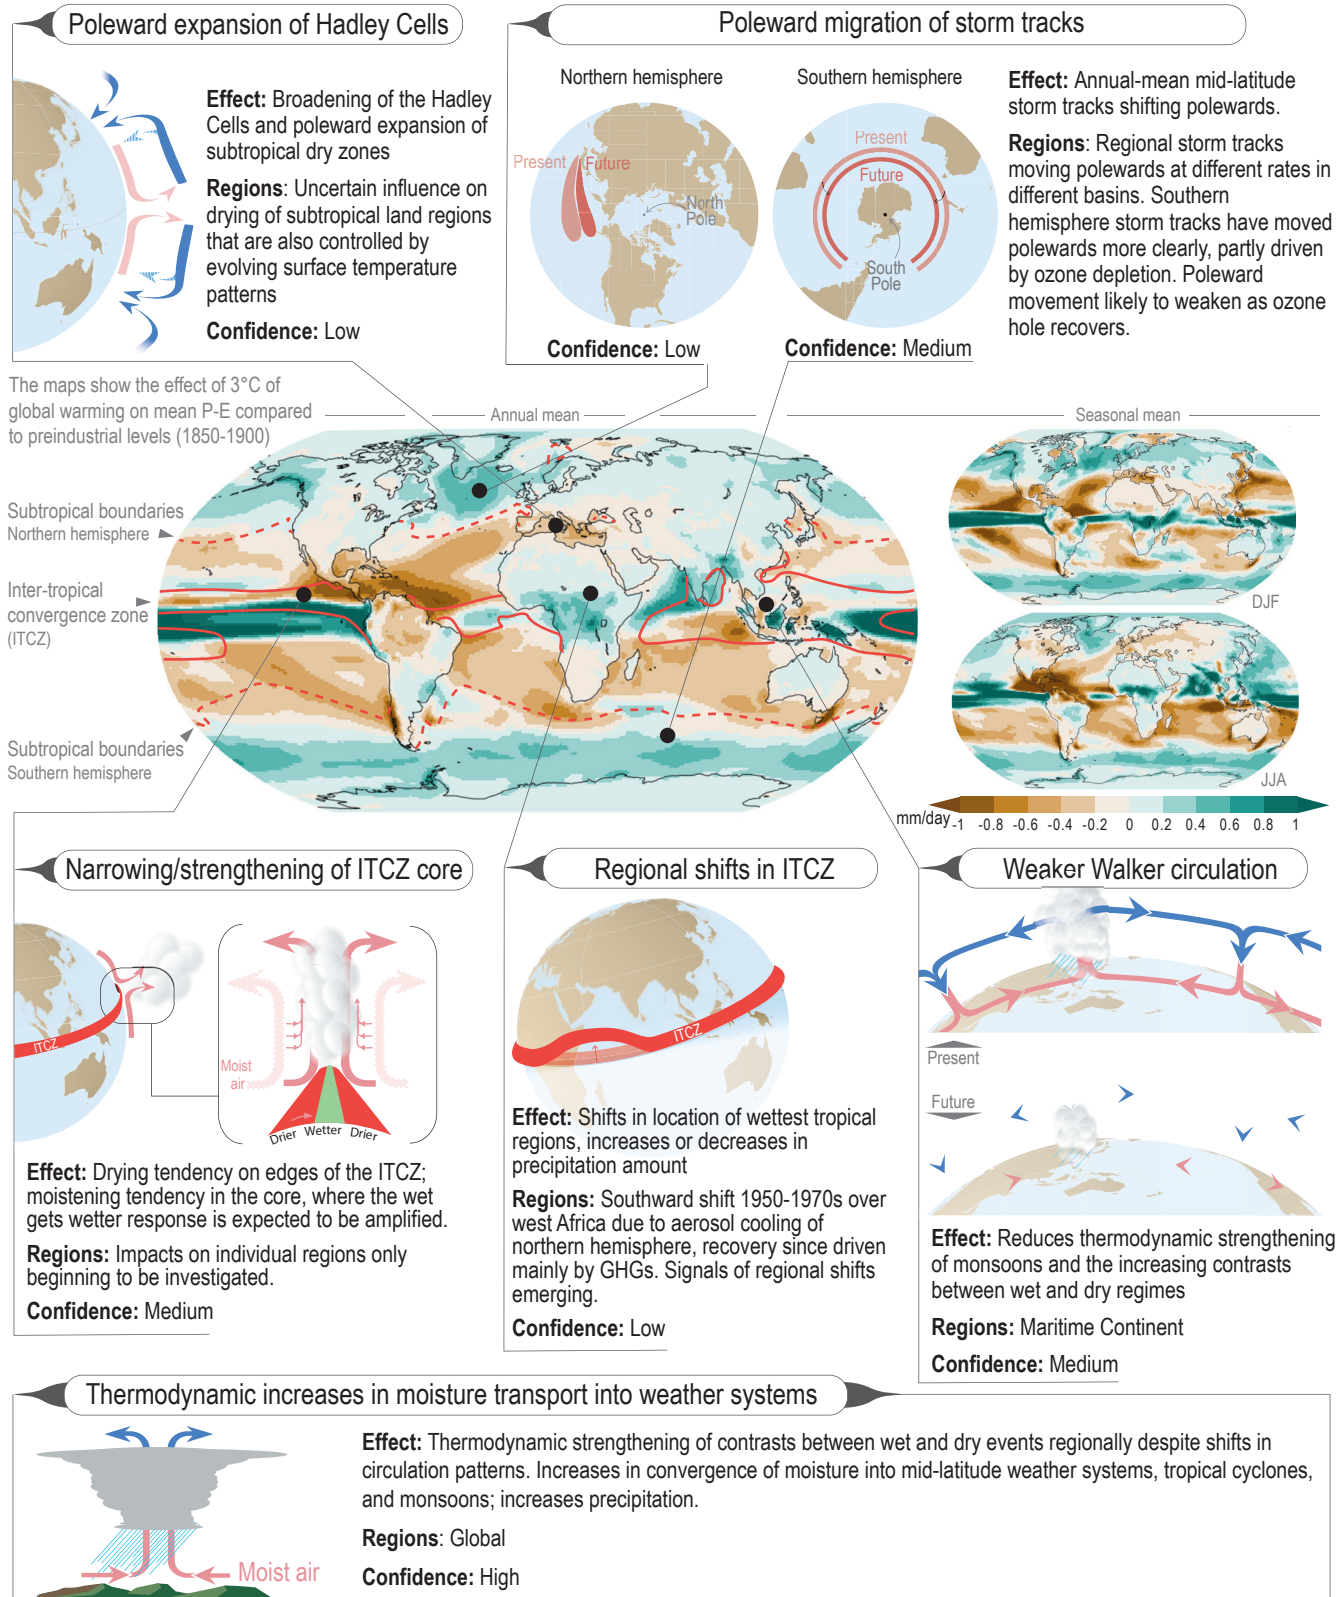 Poleward expansion of Hadley Cells
Effect: Broadening of the Hadley
Cells and poleward expansion of
subtropical dry zones
Regions: Uncertain influence on
drying of subtropical land regions
that are also controlled by
evolving surface temperature
patterns
Confidence: Low
Poleward migration of storm tracks
Northern hemisphere
Present
Future
North
Pole
Confidence: Low
Southern hemisphere
Present
Future
South
Pole
Confidence: Medium
Effect: Annual-mean mid-latitude
storm tracks shifting polewards.
Regions: Regional storm tracks
moving polewards at different rates in
different basins. Southern
hemisphere storm tracks have moved
polewards more clearly, partly driven
by ozone depletion. Poleward
movement likely to weaken as ozone
hole recovers.
The maps show the effect of 3°C of
global warming on mean P-E compared
to preindustrial levels (1850-1900)
Annual mean
Seasonal mean
Subtropical boundaries
Northern hemisphere
Inter-tropical
convergence zone
(ITCZ)
Subtropical boundaries
Southern hemisphere
DJF
JJA
mm/day -1 -0.8 -0.6 -0.4 -0.2 0 0.2 0.4 0.6 0.8 1
Narrowing/strengthening of ITCZ core
ITCZ
Moist
air
Drier Wetter Drier
Effect: Drying tendency on edges of the ITCZ;
moistening tendency in the core, where the wet
gets wetter response is expected to be amplified.
Regions: Impacts on individual regions only
beginning to be investigated.
Confidence: Medium
Regional shifts in ITCZ
ITCZ
Effect: Shifts in location of wettest tropical
regions, increases or decreases in
precipitation amount
Regions: Southward shift 1950-1970s over
west Africa due to aerosol cooling of
northern hemisphere, recovery since driven
mainly by GHGs. Signals of regional shifts
emerging.
Confidence: Low
Weaker Walker circulation
Present
Future
Effect: Reduces thermodynamic strengthening
of monsoons and the increasing contrasts
between wet and dry regimes
Regions: Maritime Continent
Confidence: Medium
Thermodynamic increases in moisture transport into weather systems
Moist air
Effect: Thermodynamic strengthening of contrasts between wet and dry events regionally despite shifts in
circulation patterns. Increases in convergence of moisture into mid-latitude weather systems, tropical cyclones,
and monsoons; increases precipitation.
Regions: Global
Confidence: High